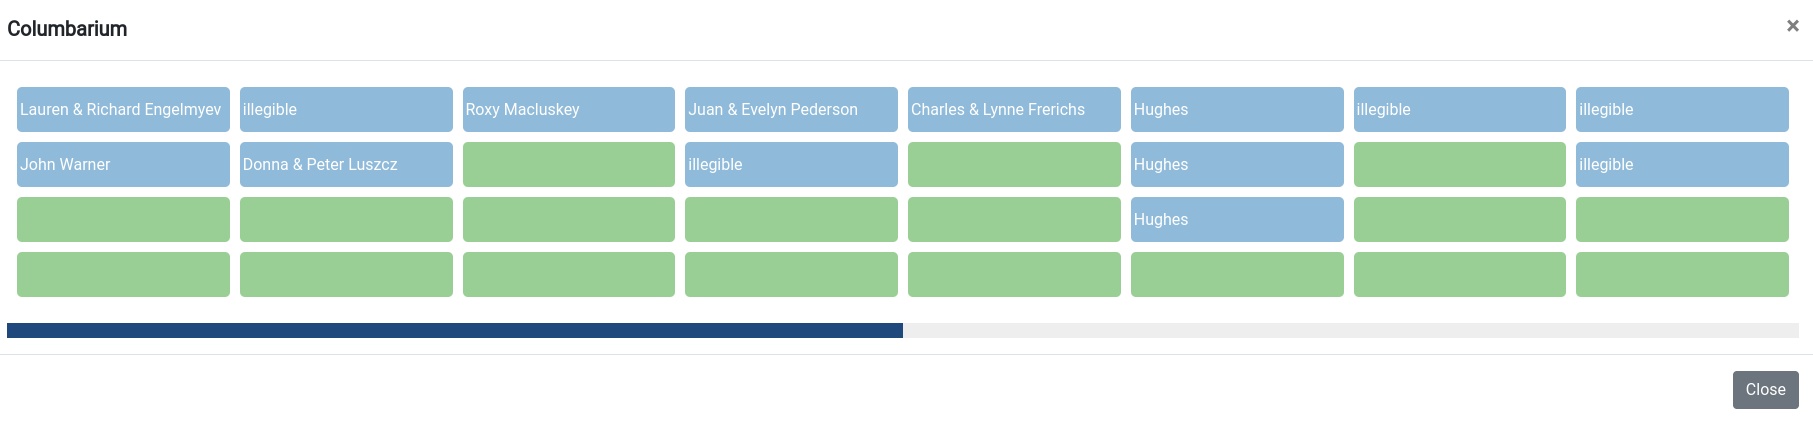 Columbarium ×
Lauren & Richard Engelmyev illegible Roxy Macluskey Juan & Evelyn Pederson Charles & Lynne Frerichs Hughes illegible illegible
John Warner Donna & Peter Luszcz illegible Hughes illegible
Hughes
Close